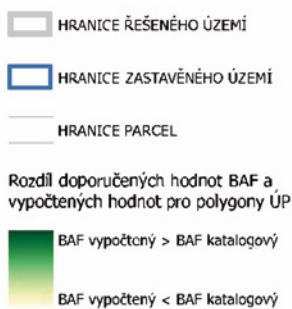 HRANICE ŘEŠENÉHO ÚZEMÍ
HRANICE ZASTAVĚNÉHO ÚZEMÍ
HRANICE PARCEL
Rozdíl doporučených hodnot BAF a
vypočtených hodnot pro polygony ÚP
BAF vypočtený > BAF katalogový
BAF vypočtený < BAF katalogový